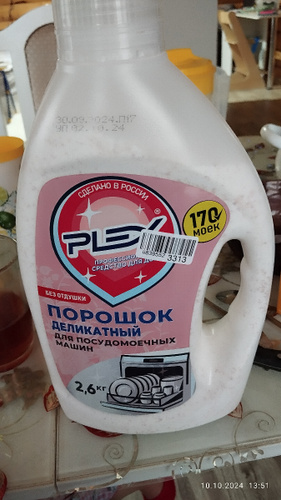 СДЕЛАНО В РОССИИ
PLEX
®
170
МОЕК
3313
БЕЗ ОТДУШКИ
ПОРОШОК
ДЕЛИКАТНЫЙ
ДЛЯ ПОСУДОМОЕЧНЫХ
МАШИН
2,6 КГ
10.10.2024 13:51